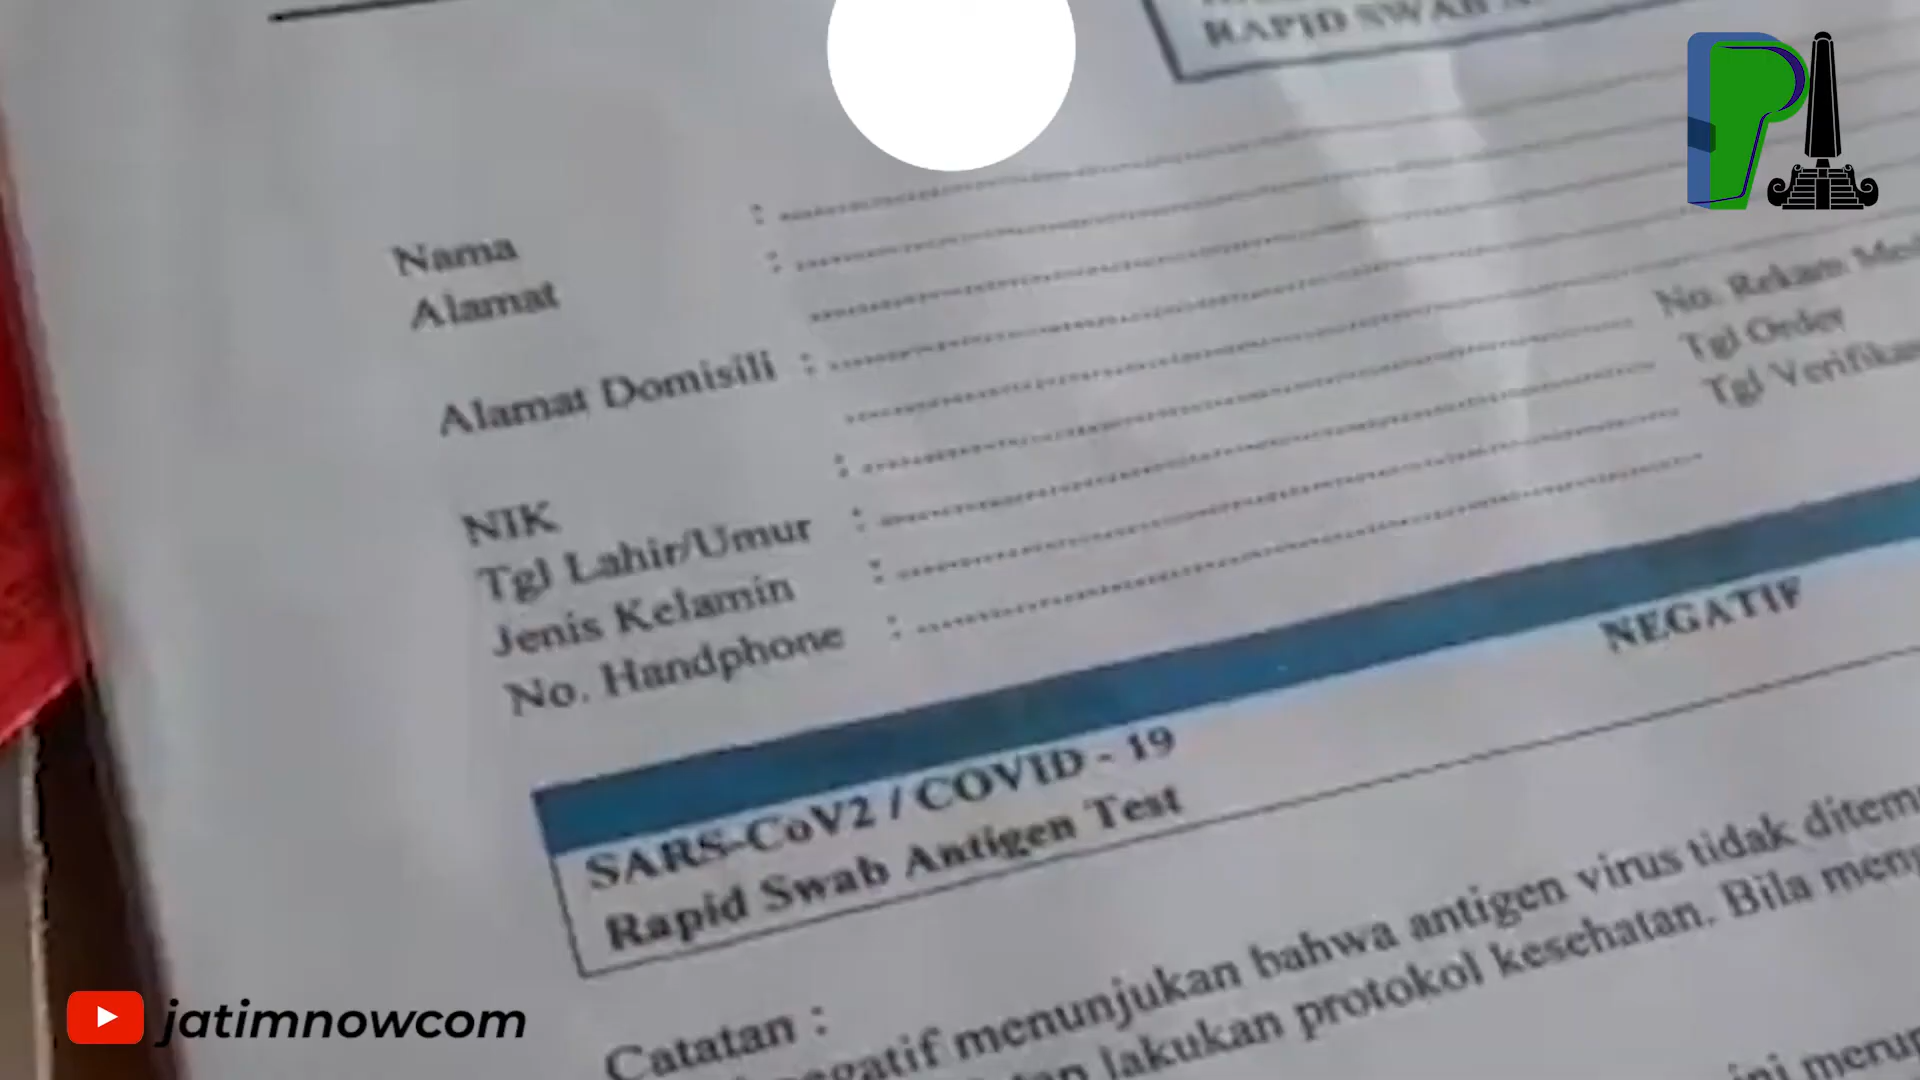 RAPID SWAB
Nama :
Alamat :
Alamat Domisili :
No. Rekam
Tgl Order
Tgl
NIK :
Tgl Lahir/Umur :
Jenis Kelamin :
No. Handphone :
NEGATIF
SARS-CoV2 / COVID - 19
Rapid Swab Antigen Test
Catatan :
menunjukan bahwa antigen virus tidak
lakukan protokol kesehatan. Bila
ini
jatimnowcom